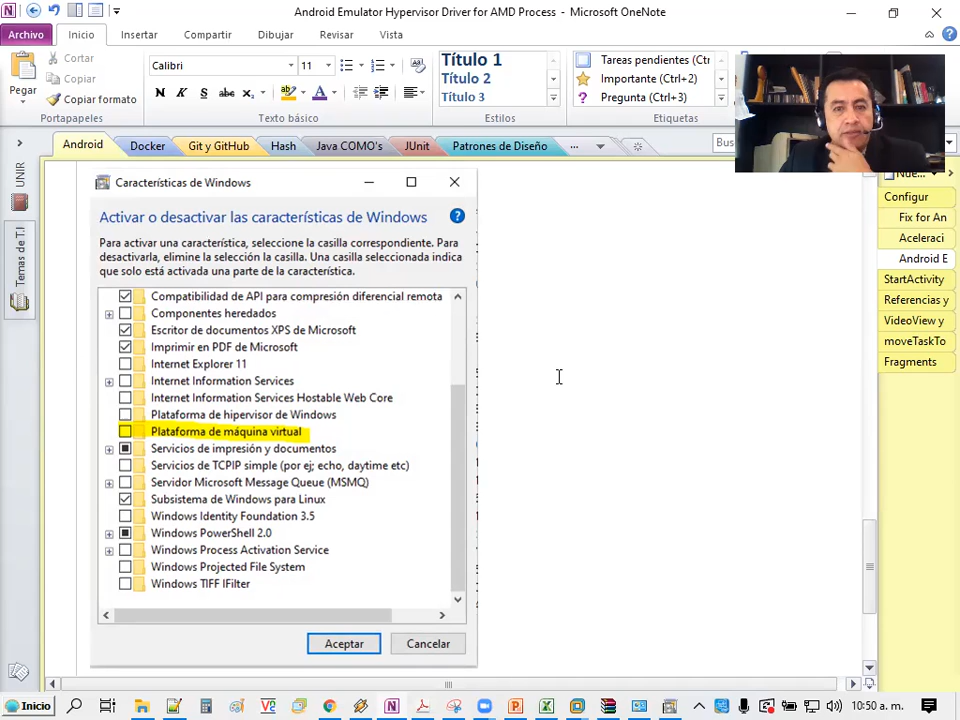 Android Emulator Hypervisor Driver for AMD Process - Microsoft OneNote
Archivo
Inicio
Insertar
Compartir
Dibujar
Revisar
Vista
Pegar
Cortar
Copiar
Copiar formato
Portapapeles
Calibri
11
N K S abc X₂
Texto básico
Título 1
Título 2
Título 3
Estilos
Tareas pendientes (Ctr
Importante (Ctrl+2)
Pregunta (Ctrl+3)
Etiquetas
Android
Docker
Git y GitHub
Hash
Java COMO's
JUnit
Patrones de Diseño
...
Bus
UNIR
Temas de T.I
Características de Windows
Activar o desactivar las características de Windows
Para activar una característica, seleccione la casilla correspondiente. Para
desactivarla, elimine la selección la casilla. Una casilla seleccionada indica
que solo está activada una parte de la característica.
Compatibilidad de API para compresión diferencial remota
Componentes heredados
Escritor de documentos XPS de Microsoft
Imprimir en PDF de Microsoft
Internet Explorer 11
Internet Information Services
Internet Information Services Hostable Web Core
Plataforma de hipervisor de Windows
Plataforma de máquina virtual
Servicios de impresión y documentos
Servicios de TCPIP simple (por ej; echo, daytime etc)
Servidor Microsoft Message Queue (MSMQ)
Subsistema de Windows para Linux
Windows Identity Foundation 3.5
Windows PowerShell 2.0
Windows Process Activation Service
Windows Projected File System
Windows TIFF IFilter
Aceptar
Cancelar
Nue...
Configur
Fix for An
Aceleraci
Android E
StartActivity
Referencias y
VideoView y
moveTaskTo
Fragments
Inicio
10:50 a. m.